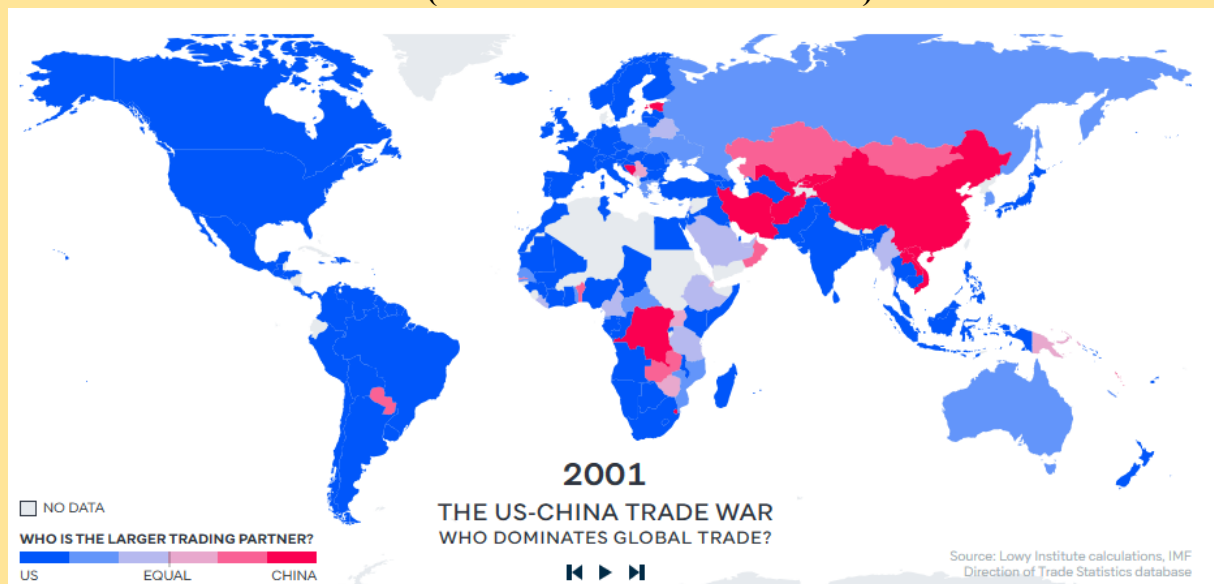 2001
THE US-CHINA TRADE WAR
WHO DOMINATES GLOBAL TRADE?
NO DATA
WHO IS THE LARGER TRADING PARTNER?
US EQUAL CHINA
Source: Lowy Institute calculations, IMF
Direction of Trade Statistics database